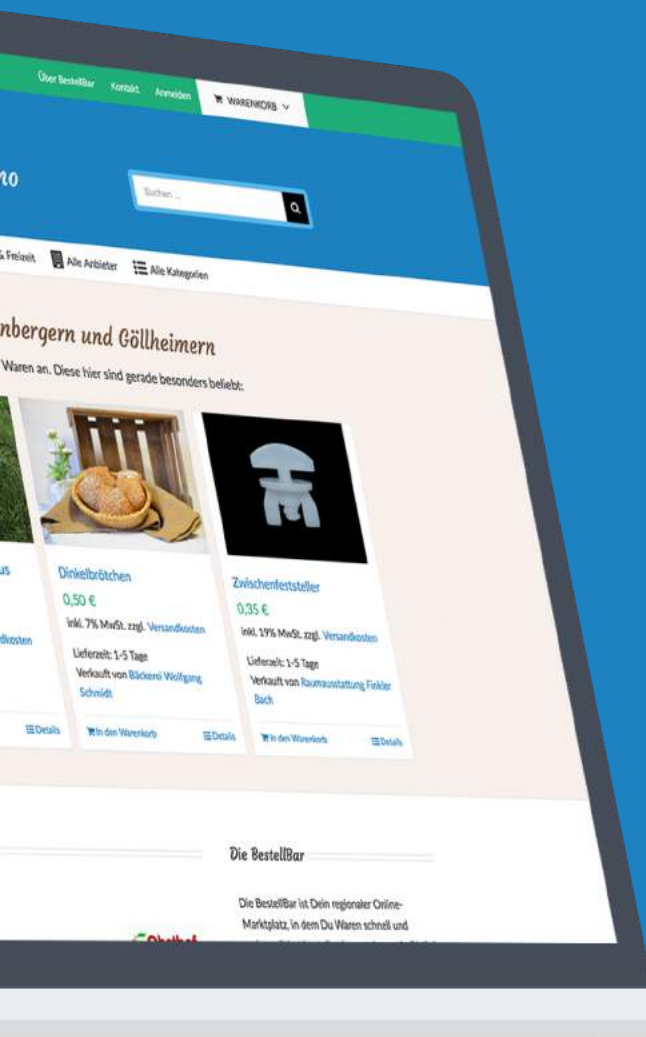 Über BestellBar Kontakt Anmelden WARENKORB
no
Suchen ...
& Freizeit Alle Anbieter Alle Kategorien
nbergern und Göllheimern
Waren an. Diese hier sind gerade besonders beliebt:
us
dkosten
Details
Dinkelbrötchen
0,50 €
inkl. 7% MwSt. zzgl. Versandkosten
Lieferzeit: 1-5 Tage
Verkauft von Bäckerei Wolfgang
Schmidt
In den Warenkorb Details
Zwischenfeststeller
0,35 €
inkl. 19% MwSt. zzgl. Versandkosten
Lieferzeit: 1-5 Tage
Verkauft von Raumausstattung Finkler
Bach
In den Warenkorb Details
Die BestellBar
Die BestellBar ist Dein regionaler Online-
Marktplatz, in dem Du Waren schnell und